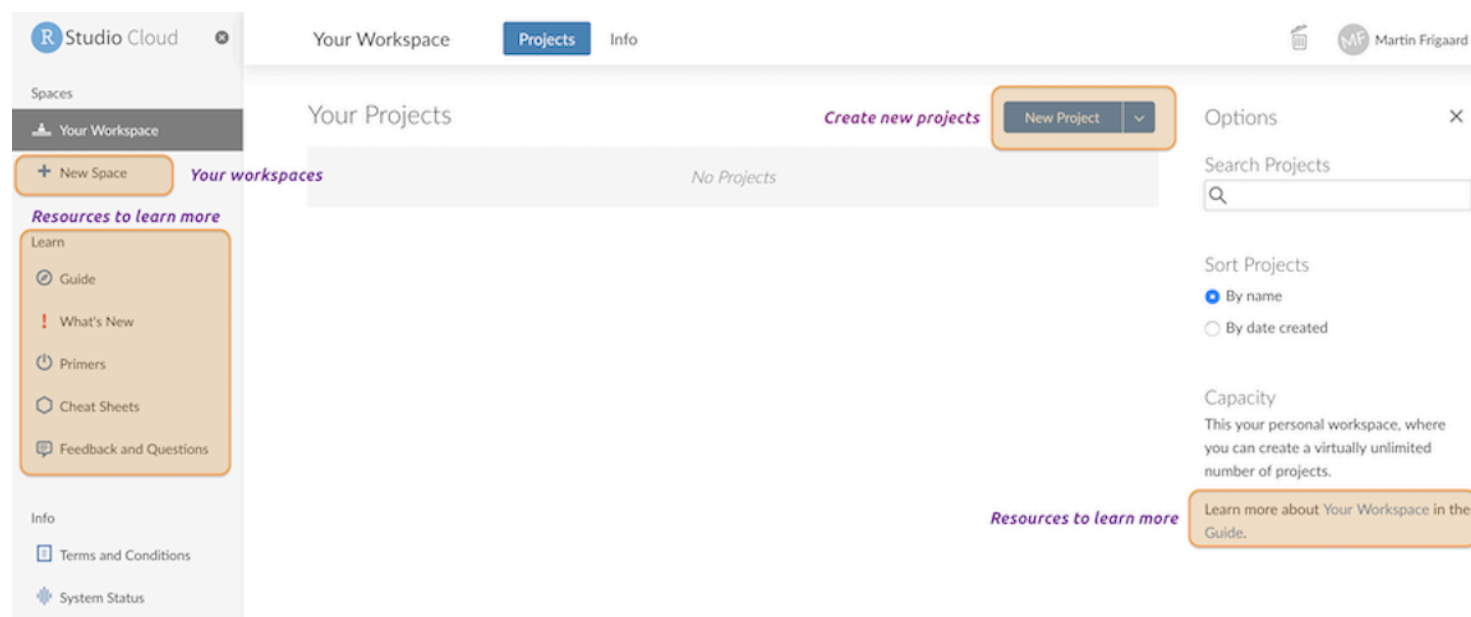 R Studio Cloud
Your Workspace
Projects
Info
MF Martin Frigaard
Spaces
Your Workspace
New Space
Your workspaces
Resources to learn more
Learn
Guide
! What's New
Primers
Cheat Sheets
Feedback and Questions
Info
Terms and Conditions
System Status
Your Projects
Create new projects
New Project
No Projects
Options
Search Projects
Sort Projects
By name
By date created
Capacity
This your personal workspace, where
you can create a virtually unlimited
number of projects.
Resources to learn more
Learn more about Your Workspace in the
Guide.